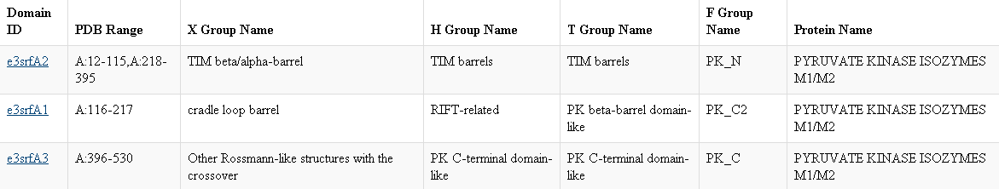 Domain ID PDB Range X Group Name H Group Name T Group Name F Group Name Protein Name
e3srfA2 A:12-115,A:218-395 TIM beta/alpha-barrel TIM barrels TIM barrels PK_N PYRUVATE KINASE ISOZYMES M1/M2
e3srfA1 A:116-217 cradle loop barrel RIFT-related PK beta-barrel domain-like PK_C2 PYRUVATE KINASE ISOZYMES M1/M2
e3srfA3 A:396-530 Other Rossmann-like structures with the crossover PK C-terminal domain-like PK C-terminal domain-like PK_C PYRUVATE KINASE ISOZYMES M1/M2